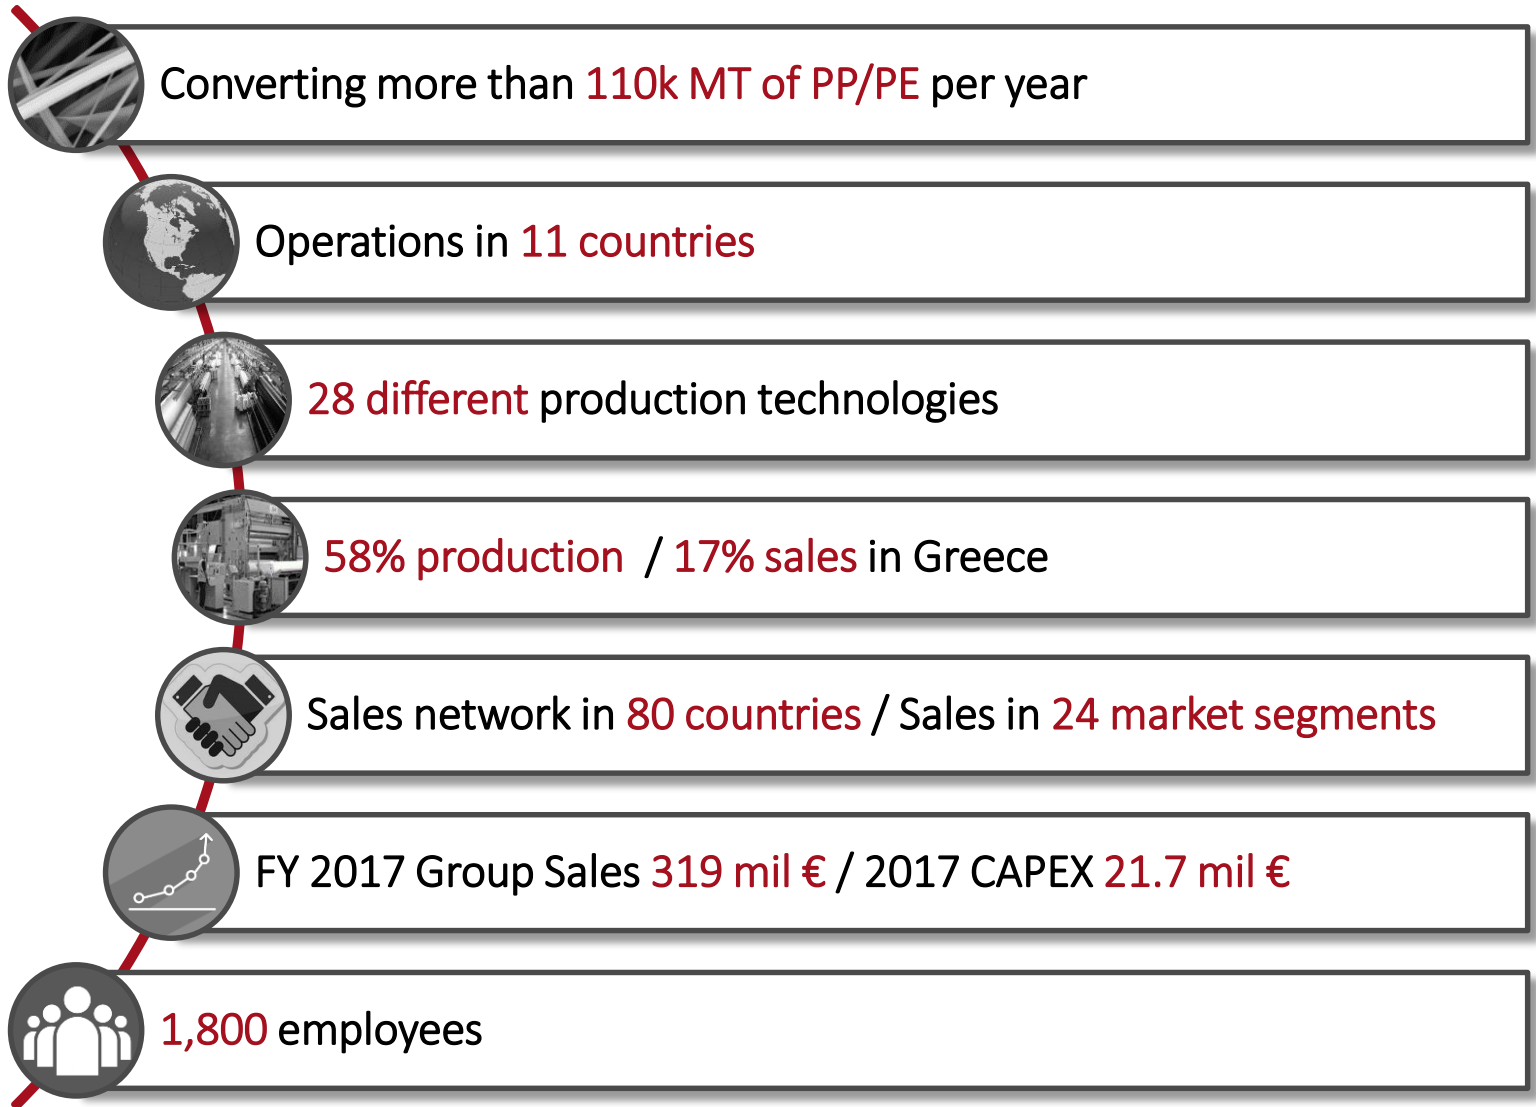 Converting more than 110k MT of PP/PE per year
Operations in 11 countries
28 different production technologies
58% production / 17% sales in Greece
Sales network in 80 countries / Sales in 24 market segments
FY 2017 Group Sales 319 mil € / 2017 CAPEX 21.7 mil €
1,800 employees